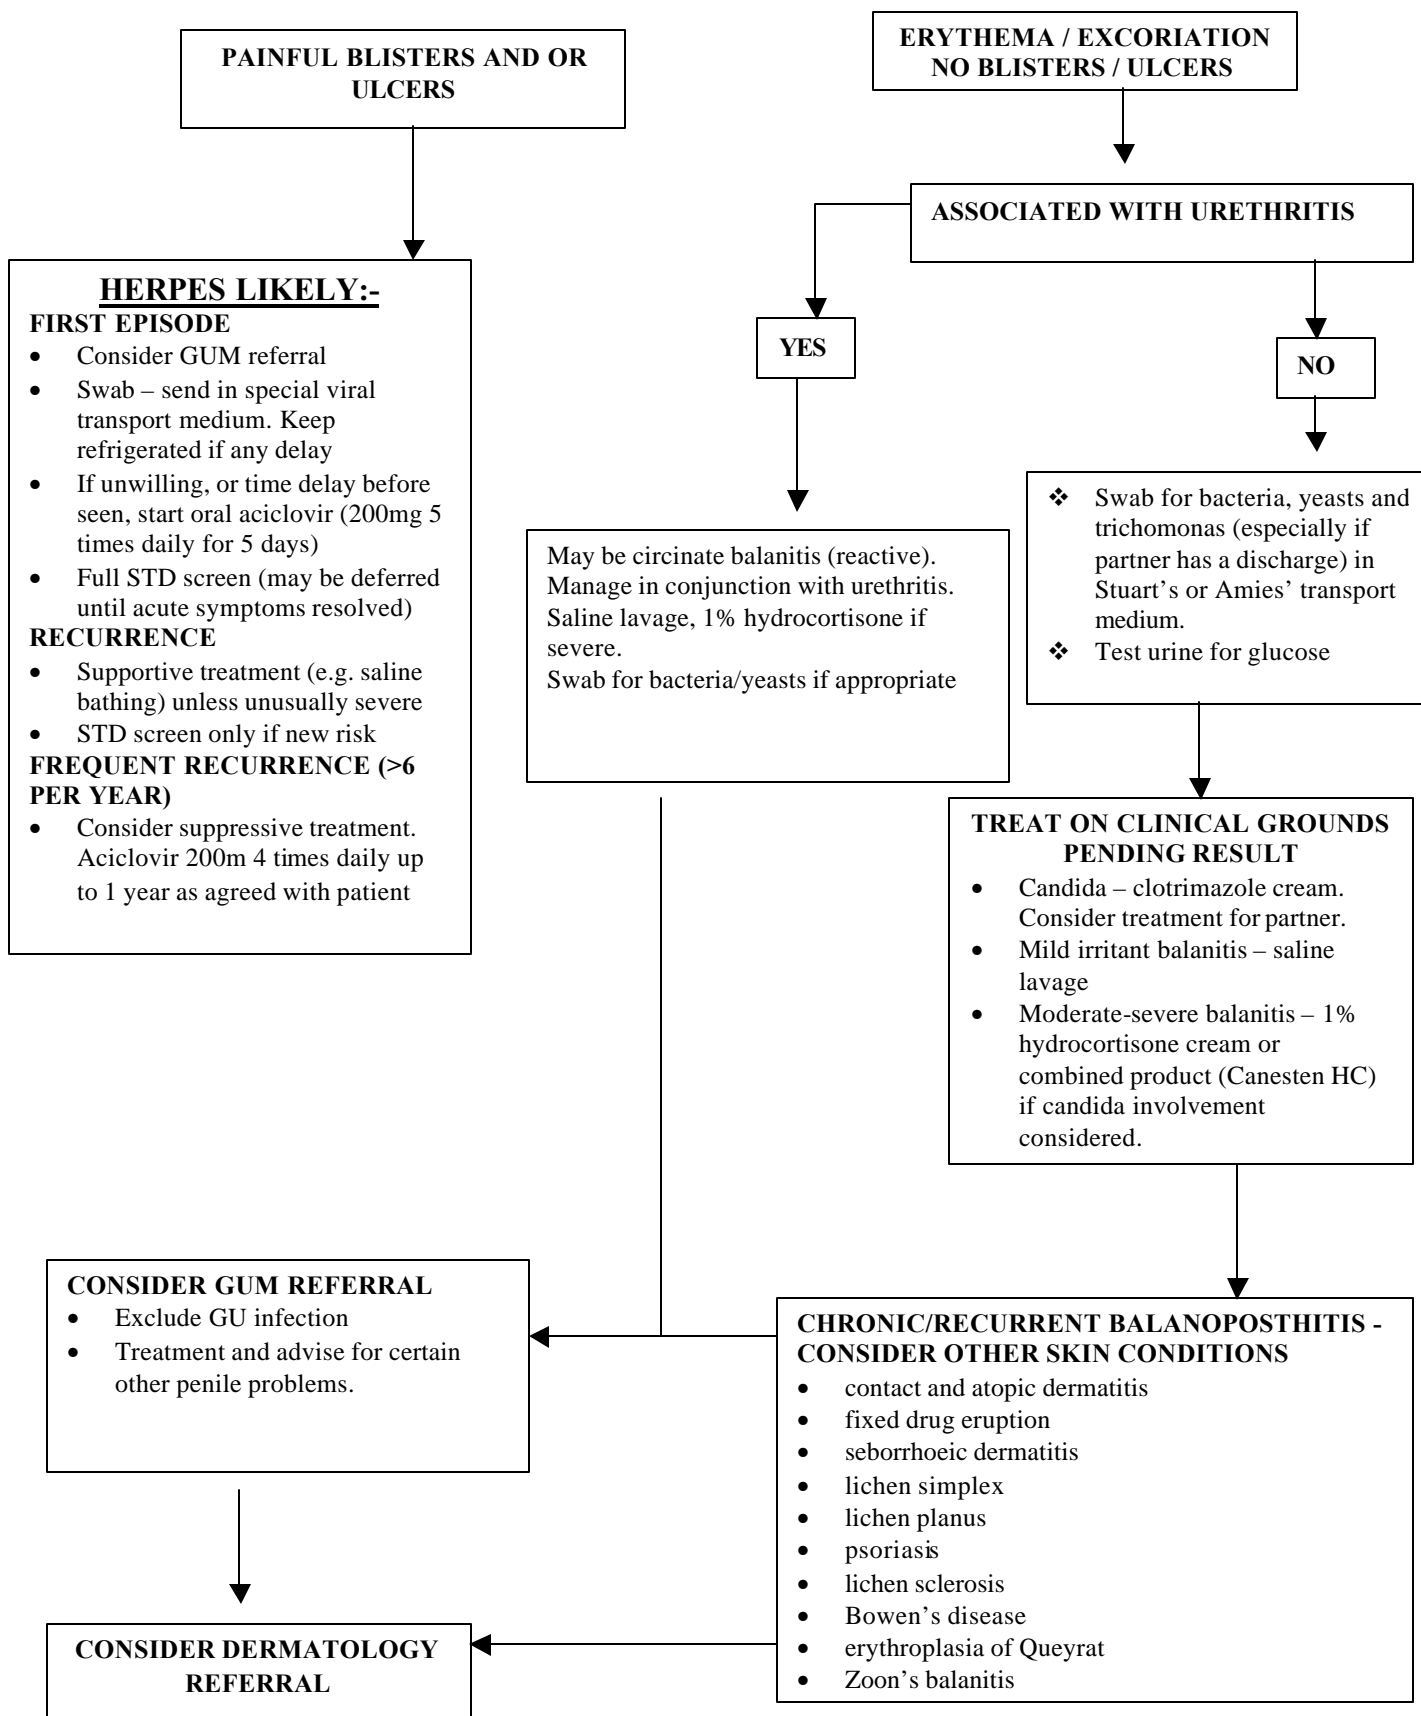 PAINFUL BLISTERS AND OR
ULCERS
ERYTHEMA / EXCORIATION
NO BLISTERS / ULCERS
ASSOCIATED WITH URETHRITIS
HERPES LIKELY:-
FIRST EPISODE
• Consider GUM referral
• Swab – send in special viral
transport medium. Keep
refrigerated if any delay
• If unwilling, or time delay before
seen, start oral aciclovir (200mg 5
times daily for 5 days)
• Full STD screen (may be deferred
until acute symptoms resolved)
RECURRENCE
• Supportive treatment (e.g. saline
bathing) unless unusually severe
• STD screen only if new risk
FREQUENT RECURRENCE (>6
PER YEAR)
• Consider suppressive treatment.
Aciclovir 200m 4 times daily up
to 1 year as agreed with patient
YES
NO
May be circinate balanitis (reactive).
Manage in conjunction with urethritis.
Saline lavage, 1% hydrocortisone if
severe.
Swab for bacteria/yeasts if appropriate
❖ Swab for bacteria, yeasts and
trichomonas (especially if
partner has a discharge) in
Stuart's or Amies' transport
medium.
❖ Test urine for glucose
TREAT ON CLINICAL GROUNDS
PENDING RESULT
• Candida – clotrimazole cream.
Consider treatment for partner.
• Mild irritant balanitis – saline
lavage
• Moderate-severe balanitis – 1%
hydrocortisone cream or
combined product (Canesten HC)
if candida involvement
considered.
CONSIDER GUM REFERRAL
• Exclude GU infection
• Treatment and advise for certain
other penile problems.
CHRONIC/RECURRENT BALANOPOSTHITIS -
CONSIDER OTHER SKIN CONDITIONS
• contact and atopic dermatitis
• fixed drug eruption
• seborrhoeic dermatitis
• lichen simplex
• lichen planus
• psoriasis
• lichen sclerosis
• Bowen's disease
• erythroplasia of Queyrat
• Zoon's balanitis
CONSIDER DERMATOLOGY
REFERRAL